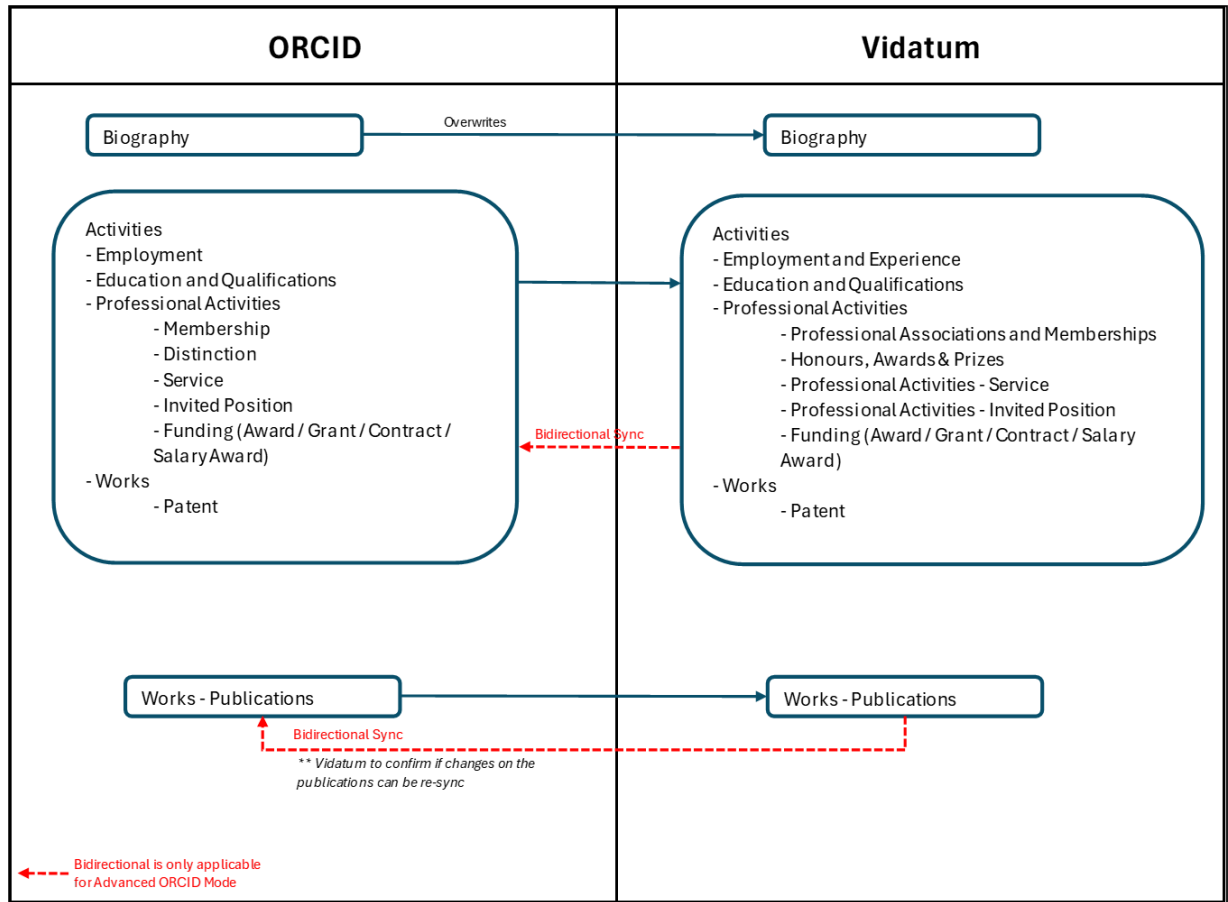 ORCID
Vidatum
Biography
Overwrites
Biography
Activities
- Employment
- Education and Qualifications
- Professional Activities
- Membership
- Distinction
- Service
- Invited Position
- Funding (Award / Grant / Contract /
Salary Award)
- Works
- Patent
Bidirectional Sync
Activities
- Employment and Experience
- Education and Qualifications
- Professional Activities
- Professional Associations and Memberships
- Honours, Awards & Prizes
- Professional Activities - Service
- Professional Activities - Invited Position
- Funding (Award / Grant / Contract / Salary
Award)
- Works
- Patent
Works - Publications
Works - Publications
Bidirectional Sync
** Vidatum to confirm if changes on the
publications can be re-sync
Bidirectional is only applicable
for Advanced ORCID Mode